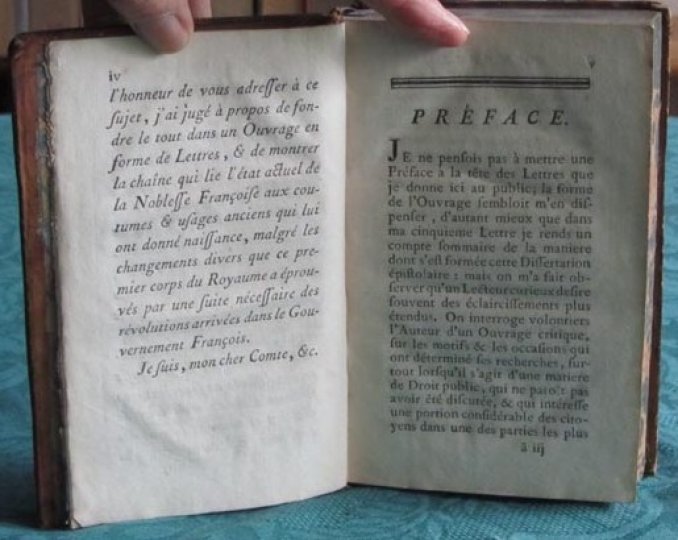 iv
l'honneur de vous adreſſer à ce
ſujet, j'ai jugé à propos de fon-
dre le tout dans un Ouvrage en
forme de Lettres, & de montrer
la chaîne qui lie l'état actuel de
la Nobleſſe Françoiſe aux cou-
tumes & uſages anciens qui lui
ont donné naiſſance, malgré les
changements divers que ce pre-
mier corps du Royaume a éprou-
vés par une ſuite néceſſaire des
révolutions arrivées dans le Gou-
vernement François.
Je ſuis, mon cher Comte, &c.
v
PRÉFACE.
JE ne penſois pas à mettre une
Préface à la tête des Lettres que
je donne ici au public; la forme
de l'Ouvrage ſembloit m'en diſ-
penſer, d'autant mieux que dans
ma cinquieme Lettre je rends un
compte ſommaire de la maniere
dont s'eſt formée cette Diſſertation
épiſtolaire : mais on m'a fait ob-
ſerver qu'un Lecteur curieux deſire
ſouvent des éclairciſſements plus
étendus. On interroge volontiers
l'Auteur d'un Ouvrage critique,
ſur les motifs & les occaſions qui
ont déterminé ſes recherches, ſur-
tout lorſqu'il s'agit d'une matiere
de Droit public, qui ne paroît pas
avoir été diſcutée, & qui intéreſſe
une portion conſidérable des cito-
yens dans une des parties les plus
à iij